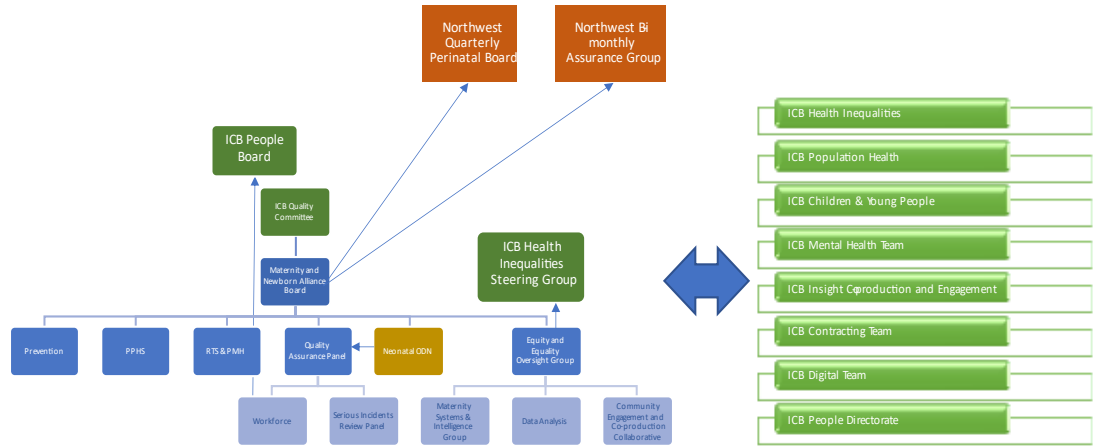 Northwest
Quarterly
Perinatal Board
Northwest Bi
monthly
Assurance Group
ICB People
Board
ICB Quality
Committee
Maternity and
Newborn Alliance
Board
ICB Health
Inequalities
Steering Group
Prevention
PPHS
RTS & PMH
Quality
Assurance Panel
Neonatal ODN
Equity and
Equality
Oversight Group
Workforce
Serious Incidents
Review Panel
Maternity
Systems &
Intelligence
Group
Data Analysis
Community
Engagement and
Co-production
Collaborative
ICB Health Inequalities
ICB Population Health
ICB Children & Young People
ICB Mental Health Team
ICB Insight Coproduction and Engagement
ICB Contracting Team
ICB Digital Team
ICB People Directorate